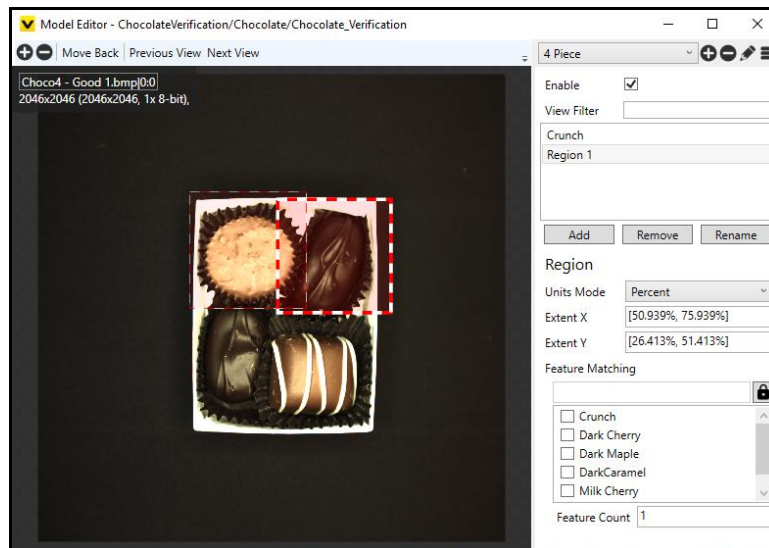 Model Editor - ChocolateVerification/Chocolate/Chocolate_Verification
Move Back Previous View Next View
4 Piece
Choco4 - Good 1.bmp|0:0
2046x2046 (2046x2046, 1x 8-bit),
Enable
View Filter
Crunch
Region 1
Add Remove Rename
Region
Units Mode Percent
Extent X [50.939%, 75.939%]
Extent Y [26.413%, 51.413%]
Feature Matching
Crunch
Dark Cherry
Dark Maple
DarkCaramel
Milk Cherry
Feature Count 1